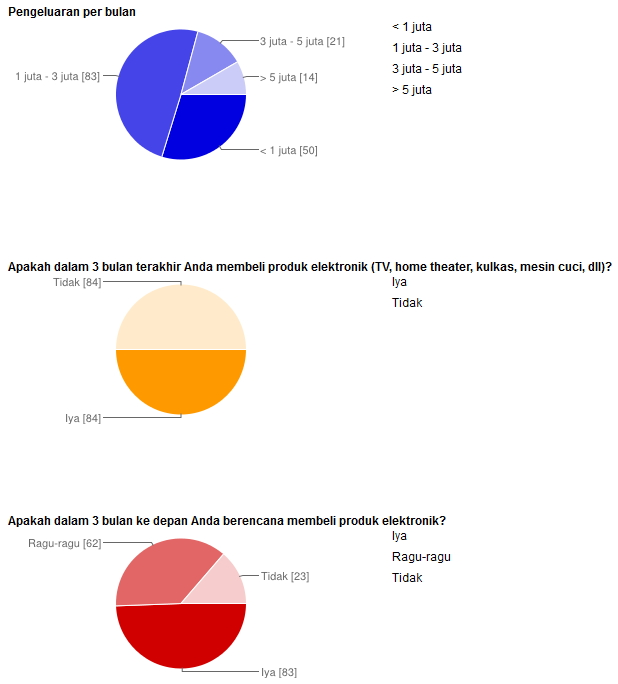 Pengeluaran per bulan
< 1 juta
1 juta - 3 juta
3 juta - 5 juta
> 5 juta
3 juta - 5 juta [21]
1 juta - 3 juta [83]
> 5 juta [14]
< 1 juta [50]
Apakah dalam 3 bulan terakhir Anda membeli produk elektronik (TV, home theater, kulkas, mesin cuci, dll)?
Iya
Tidak
Tidak [84]
Iya [84]
Apakah dalam 3 bulan ke depan Anda berencana membeli produk elektronik?
Iya
Ragu-ragu
Tidak
Ragu-ragu [62]
Tidak [23]
Iya [83]